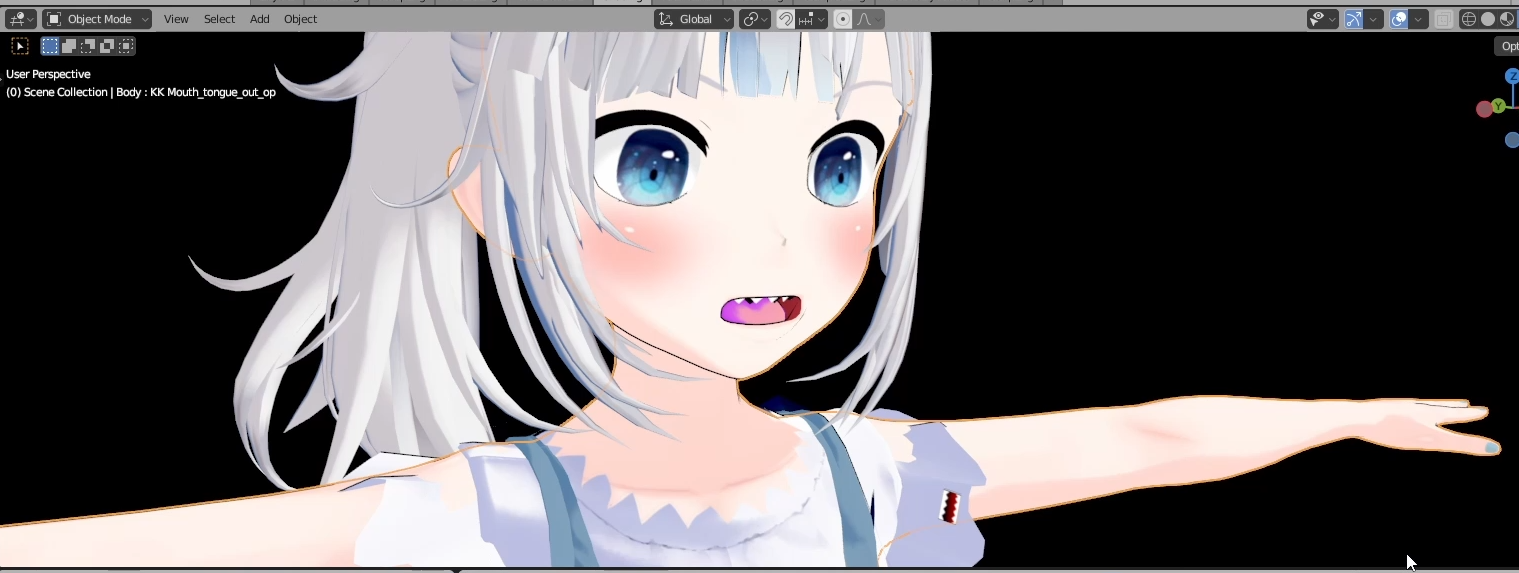 Object Mode View Select Add Object Global
Opt
User Perspective
(0) Scene Collection | Body : KK Mouth_tongue_out_op
Z
Y